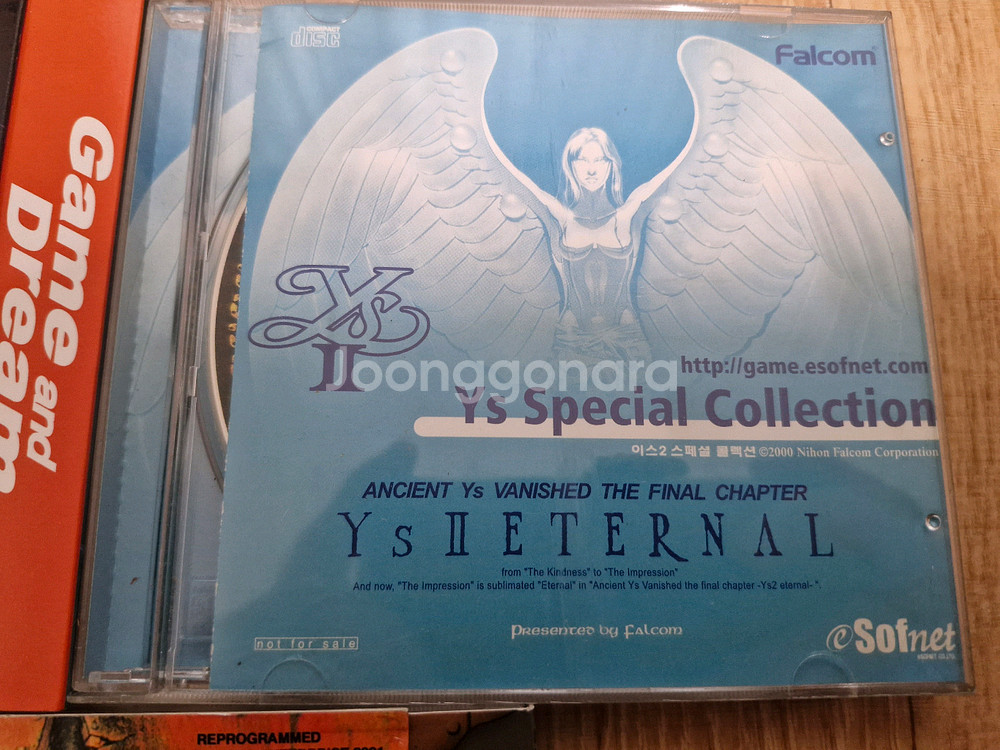 COMPACT
disc
Falcom
Game and
Dream
Ys
II
Joonggonara
http://game.esofnet.com
Ys Special Collection
이스2 스페셜 콜렉션 ©2000 Nihon Falcom Corporation
ANCIENT Ys VANISHED THE FINAL CHAPTER
Ys II ETERNAL
from "The Kindness" to "The Impression"
And now, "The Impression" is sublimated "Eternal" in "Ancient Ys Vanished the final chapter -Ys2 eternal- ".
Presented by Falcom
not for sale
eSofnet
REPROGRAMMED